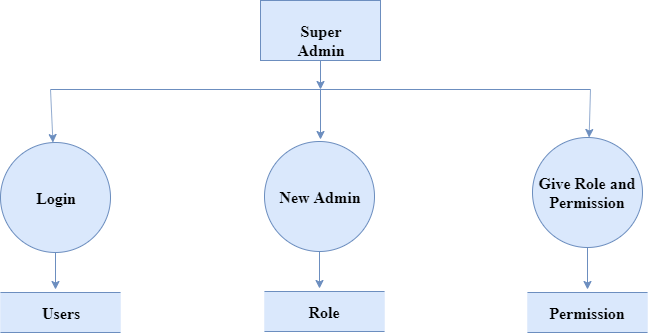 Super
Admin
Login
New Admin
Give Role and
Permission
Users
Role
Permission